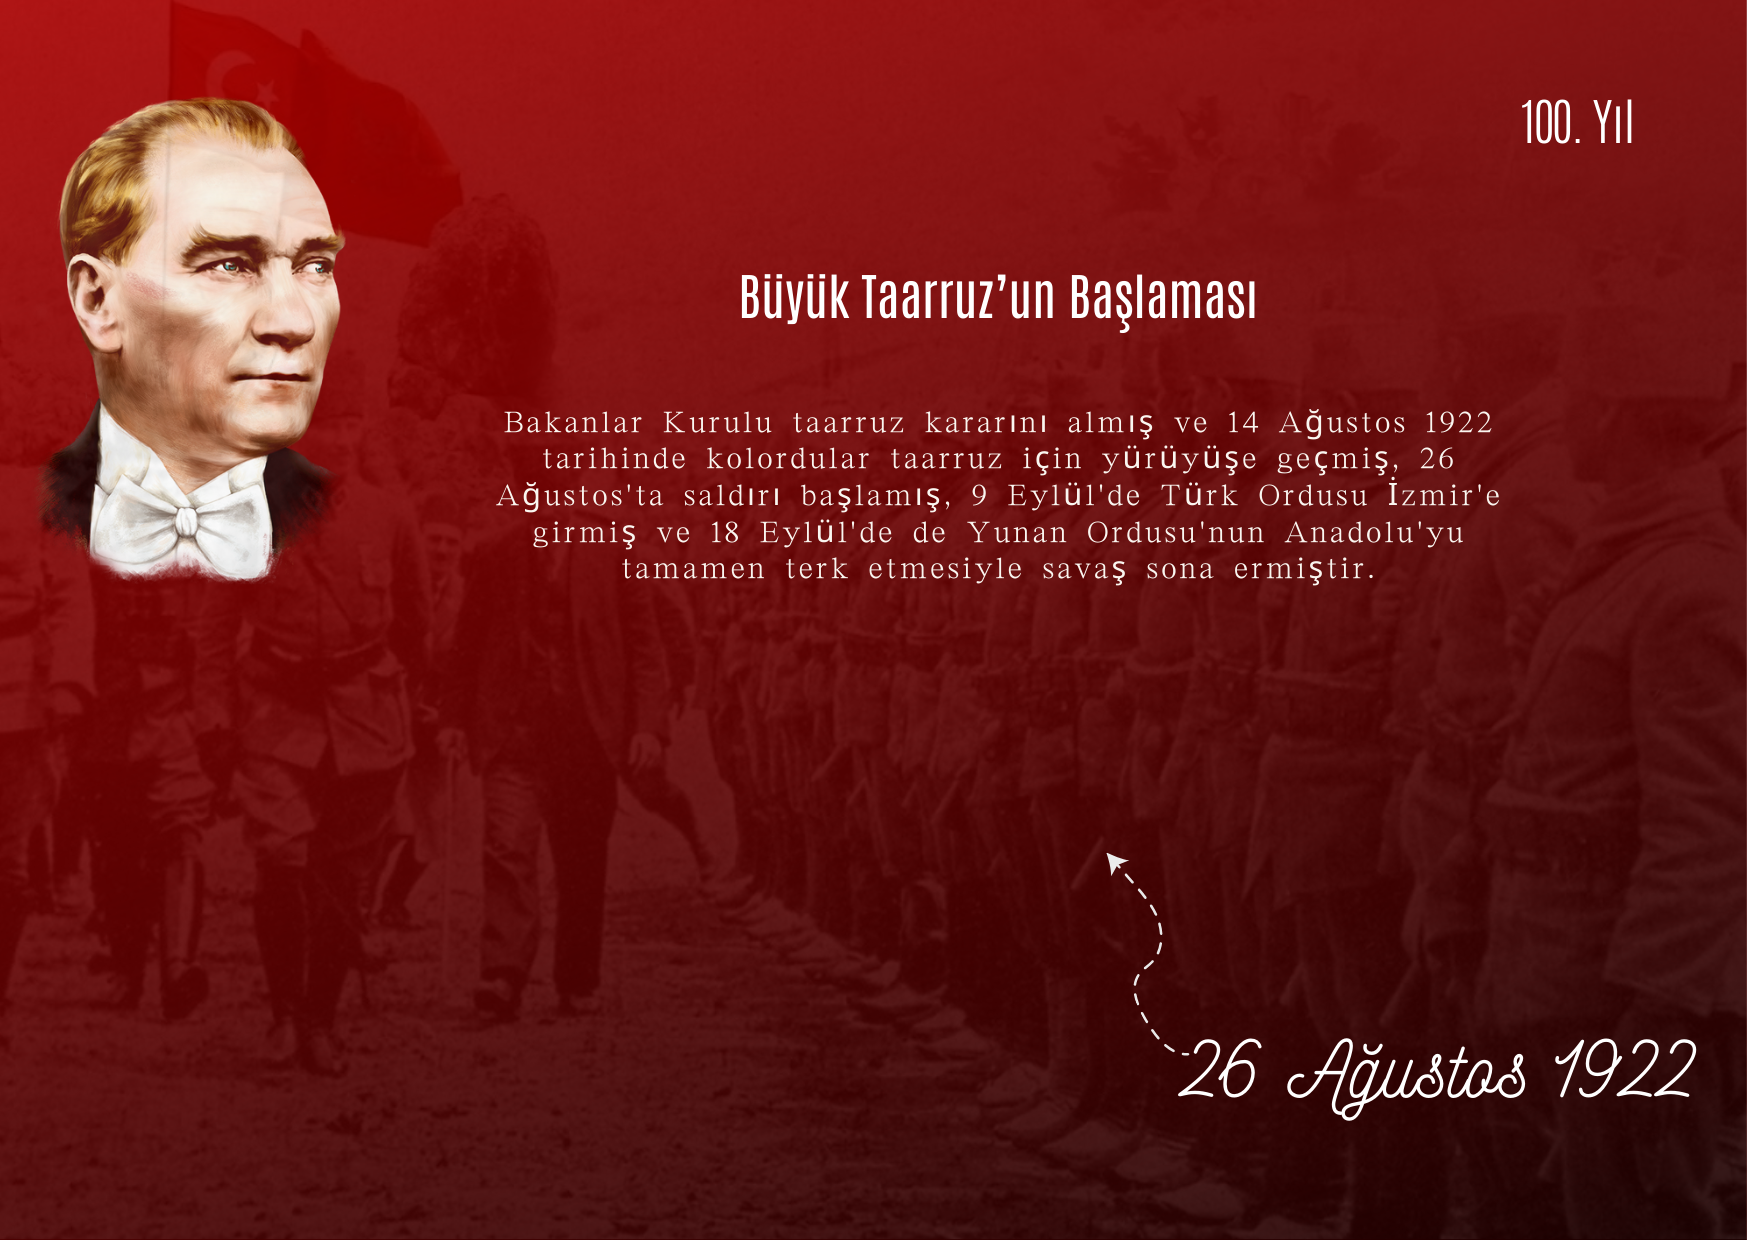 100. Yıl
Büyük Taarruz’un Başlaması
Bakanlar Kurulu taarruz kararını almış ve 14 Ağustos 1922
tarihinde kolordular taarruz için yürüyüşe geçmiş, 26
Ağustos'ta saldırı başlamış, 9 Eylül'de Türk Ordusu İzmir'e
girmiş ve 18 Eylül'de de Yunan Ordusu'nun Anadolu'yu
tamamen terk etmesiyle savaş sona ermiştir.
26 Ağustos 1922